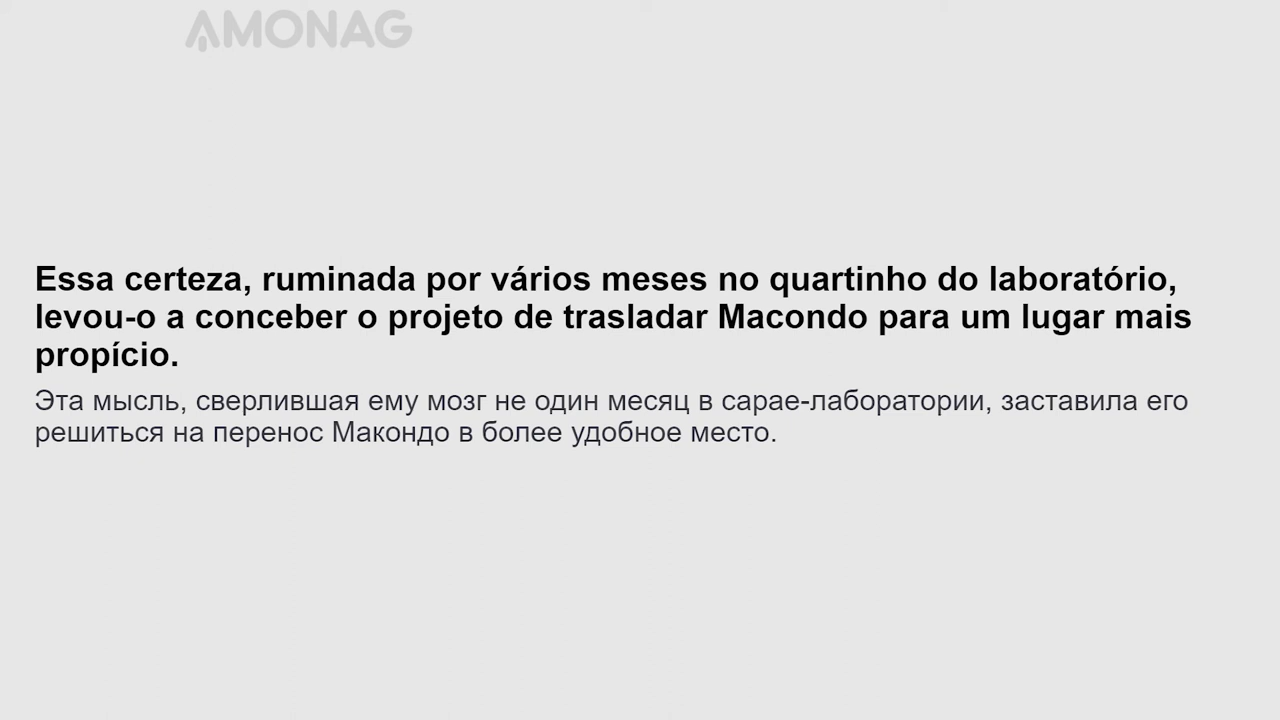 AMONAG
Essa certeza, ruminada por vários meses no quartinho do laboratório,
levou-o a conceber o projeto de trasladar Macondo para um lugar mais
propício.
Эта мысль, сверлившая ему мозг не один месяц в сарае-лаборатории, заставила его
решиться на перенос Макондо в более удобное место.